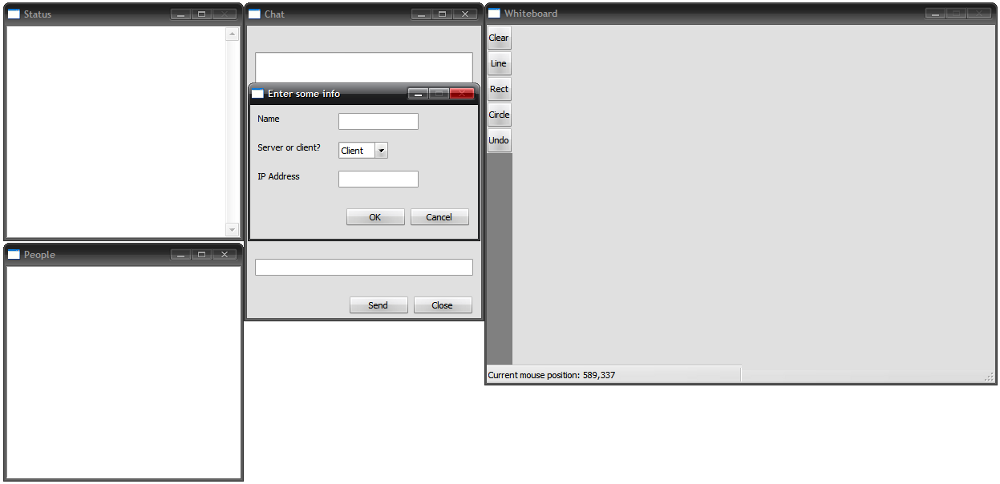 Status
Chat
Enter some info
Name
Server or client?
Client
IP Address
OK
Cancel
Send
Close
People
Whiteboard
Clear
Line
Rect
Circle
Undo
Current mouse position: 589,337